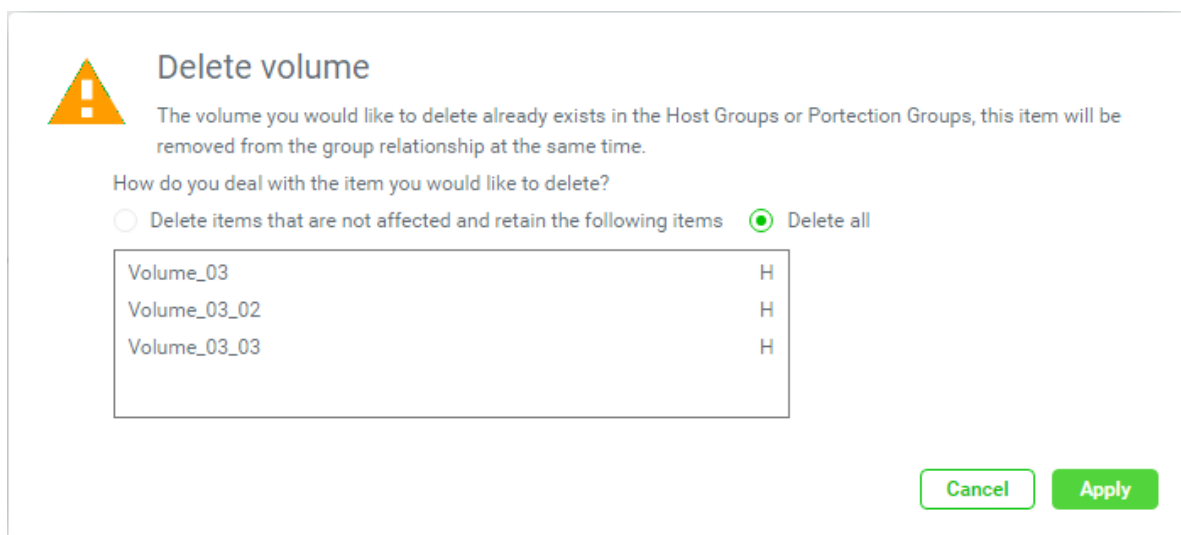 Delete volume
The volume you would like to delete already exists in the Host Groups or Portection Groups, this item will be
removed from the group relationship at the same time.
How do you deal with the item you would like to delete?
Delete items that are not affected and retain the following items Delete all
Volume_03 H
Volume_03_02 H
Volume_03_03 H
Cancel Apply